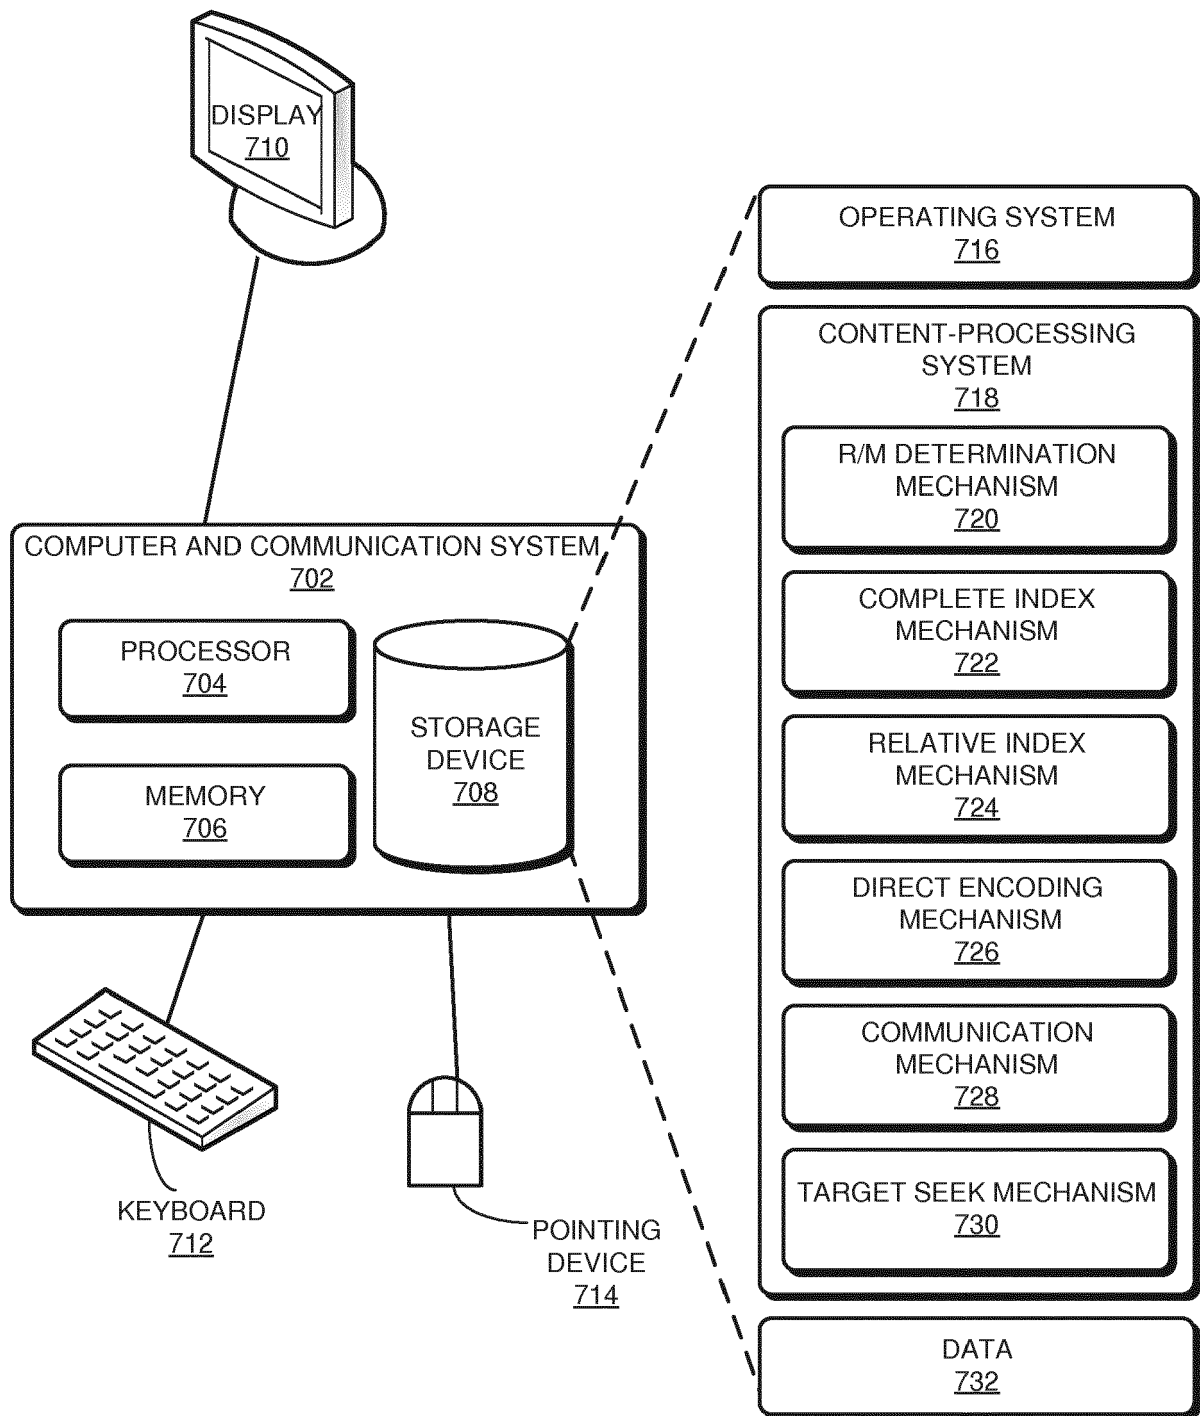 DISPLAY
710
COMPUTER AND COMMUNICATION SYSTEM
702
PROCESSOR
704
MEMORY
706
STORAGE
DEVICE
708
KEYBOARD
712
POINTING
DEVICE
714
OPERATING SYSTEM
716
CONTENT-PROCESSING
SYSTEM
718
R/M DETERMINATION
MECHANISM
720
COMPLETE INDEX
MECHANISM
722
RELATIVE INDEX
MECHANISM
724
DIRECT ENCODING
MECHANISM
726
COMMUNICATION
MECHANISM
728
TARGET SEEK MECHANISM
730
DATA
732